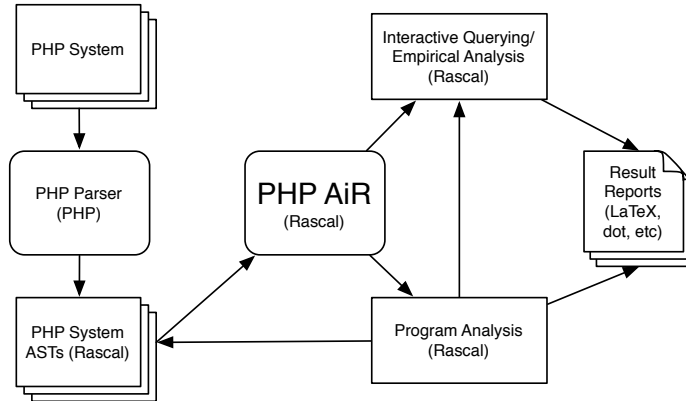 PHP System
Interactive Querying/
Empirical Analysis
(Rascal)
PHP Parser
(PHP)
PHP AiR
(Rascal)
Result
Reports
(LaTeX,
dot, etc)
PHP System
ASTs (Rascal)
Program Analysis
(Rascal)